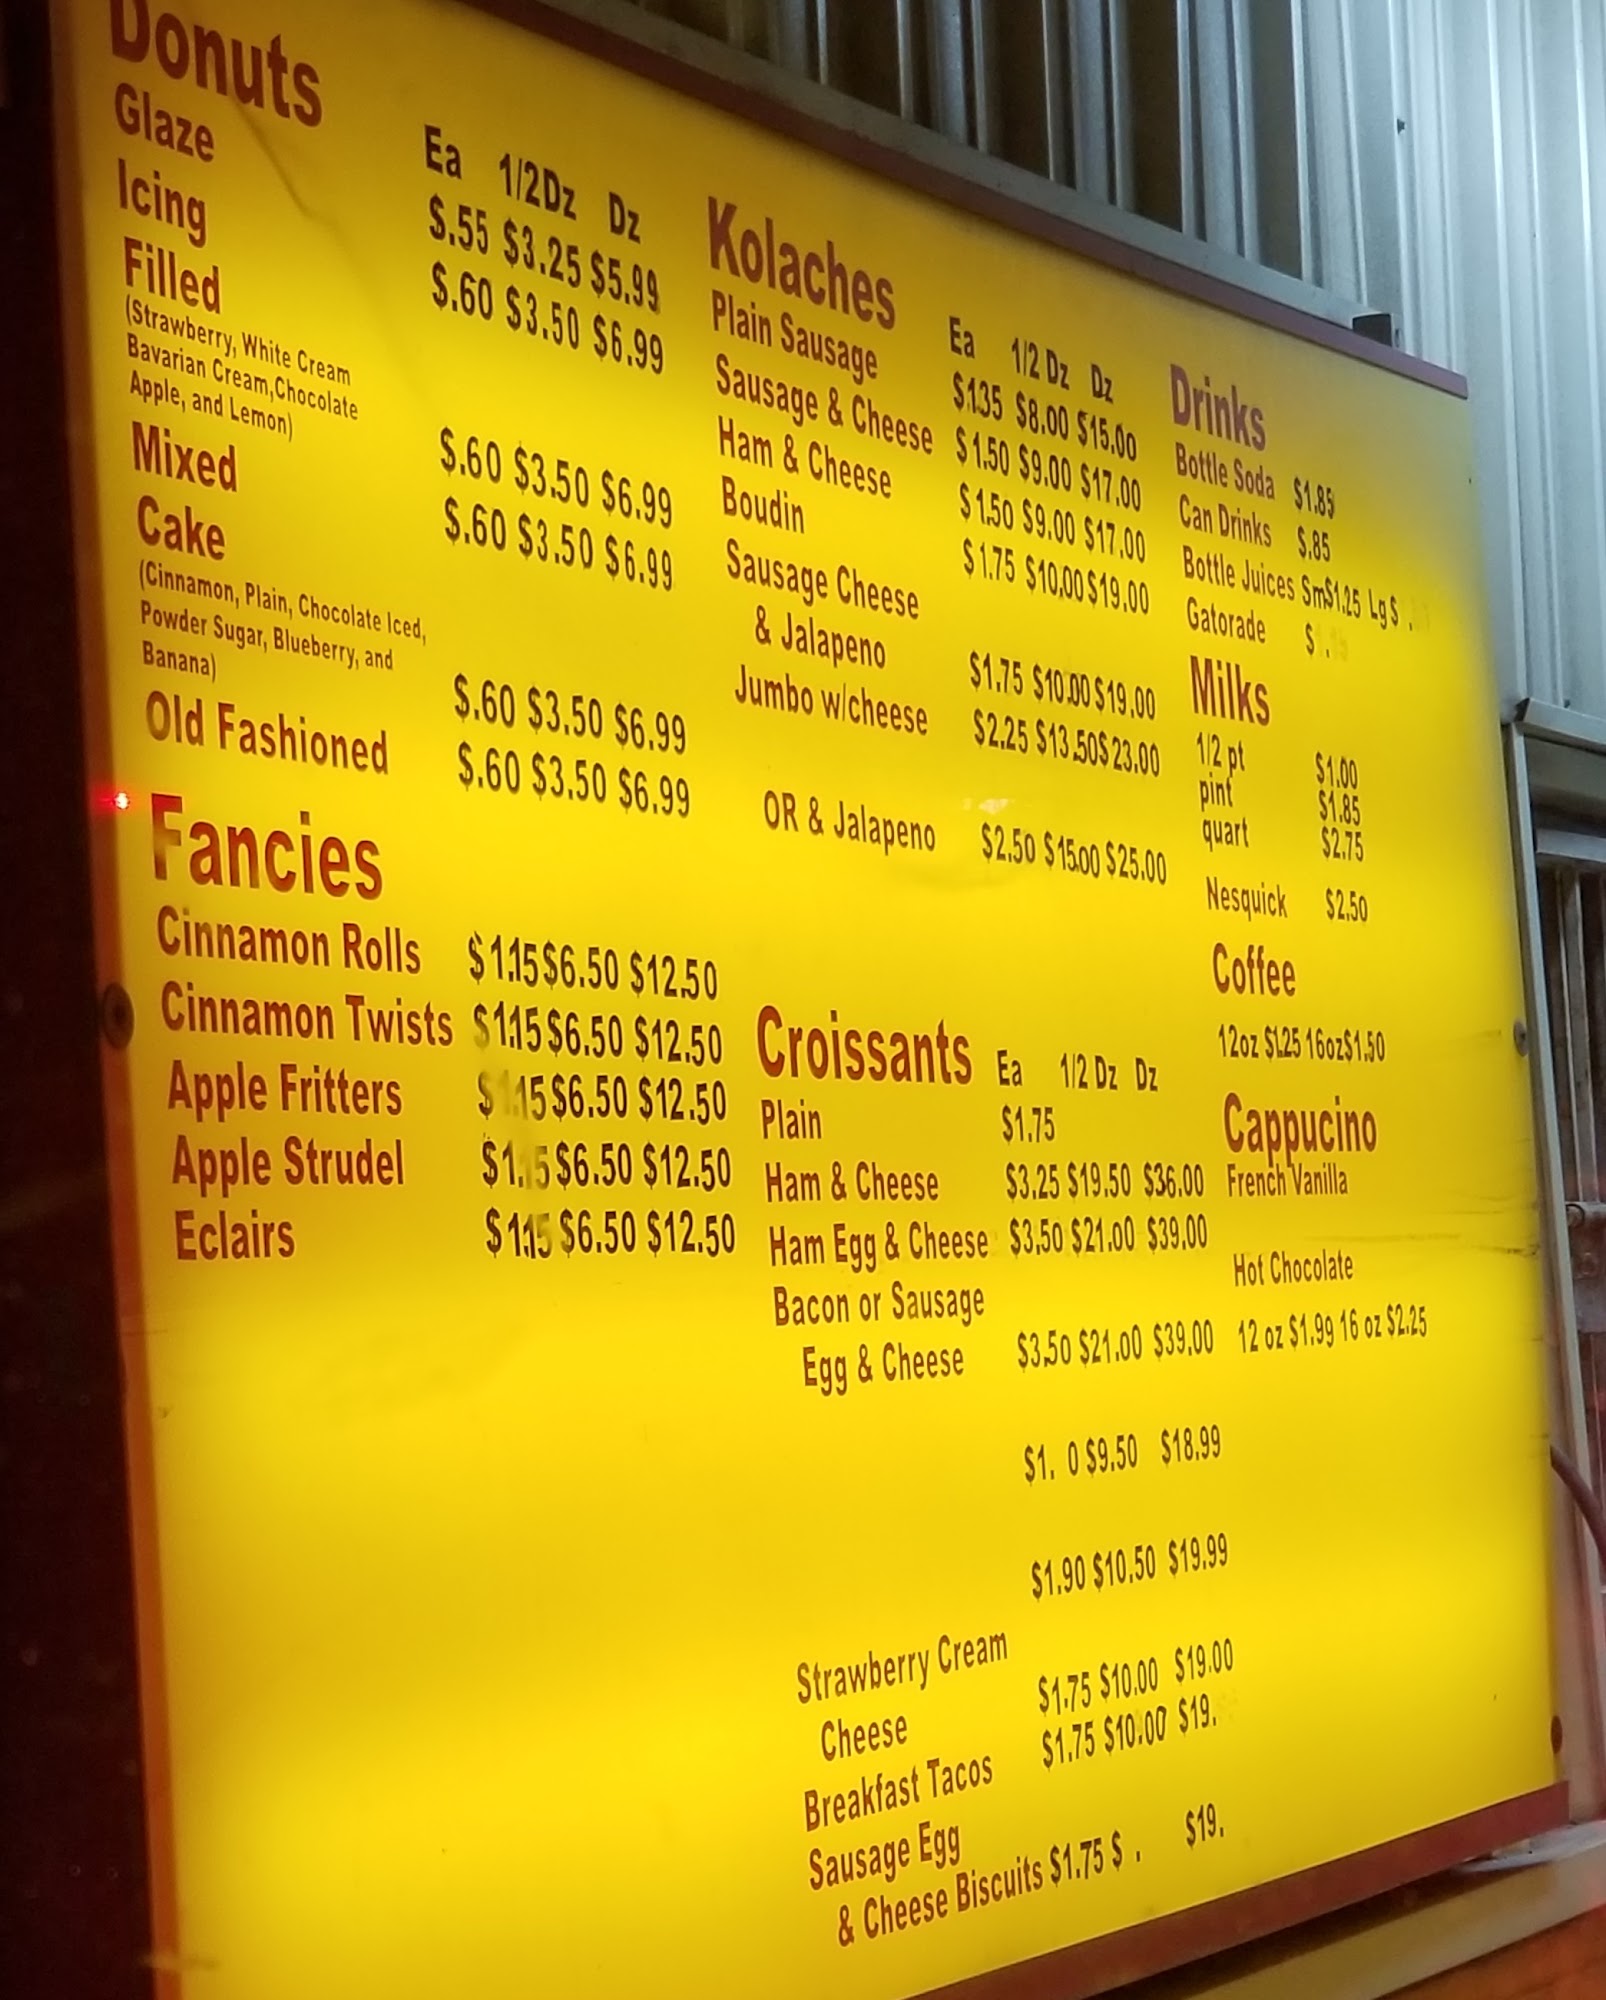 Donuts
Ea 1/2Dz Dz
Glaze $.55 $3.25 $5.99
Icing $.60 $3.50 $6.99
Filled
(Strawberry, White Cream
Bavarian Cream,Chocolate
Apple, and Lemon)
$.60 $3.50 $6.99
Mixed $.60 $3.50 $6.99
Cake
(Cinnamon, Plain, Chocolate Iced,
Powder Sugar, Blueberry, and
Banana)
$.60 $3.50 $6.99
Old Fashioned $.60 $3.50 $6.99
Fancies
Cinnamon Rolls $1.15 $6.50 $12.50
Cinnamon Twists $1.15 $6.50 $12.50
Apple Fritters $6.50 $12.50
Apple Strudel $6.50 $12.50
Eclairs $1.15 $6.50 $12.50
Kolaches
Ea 1/2 Dz Dz
Plain Sausage $1.35 $8.00 $15.00
Sausage & Cheese $1.50 $9.00 $17.00
Ham & Cheese $1.50 $9.00 $17.00
Boudin $1.75 $10.00 $19.00
Sausage Cheese
& Jalapeno $1.75 $10.00 $19.00
Jumbo w/cheese $2.25 $13.50 $23.00
OR & Jalapeno $2.50 $15.00 $25.00
Croissants Ea 1/2 Dz Dz
Plain $1.75
Ham & Cheese $3.25 $19.50 $36.00
Ham Egg & Cheese $3.50 $21.00 $39.00
Bacon or Sausage
Egg & Cheese $3.50 $21.00 $39.00
$1. 0 $9.50 $18.99
$1.90 $10.50 $19.99
Strawberry Cream
Cheese $1.75 $10.00 $19.00
Breakfast Tacos $1.75 $10.00 $19.
Sausage Egg
& Cheese Biscuits $1.75 $ . $19.
Drinks
Bottle Soda $1.85
Can Drinks $.85
Bottle Juices Sm$1.25 Lg $ .
Gatorade $ .
Milks
1/2 pt $1.00
pint $1.85
quart $2.75
Nesquick $2.50
Coffee
12oz $1.25 16oz $1.50
Cappucino
French Vanilla
Hot Chocolate
12 oz $1.99 16 oz $2.25